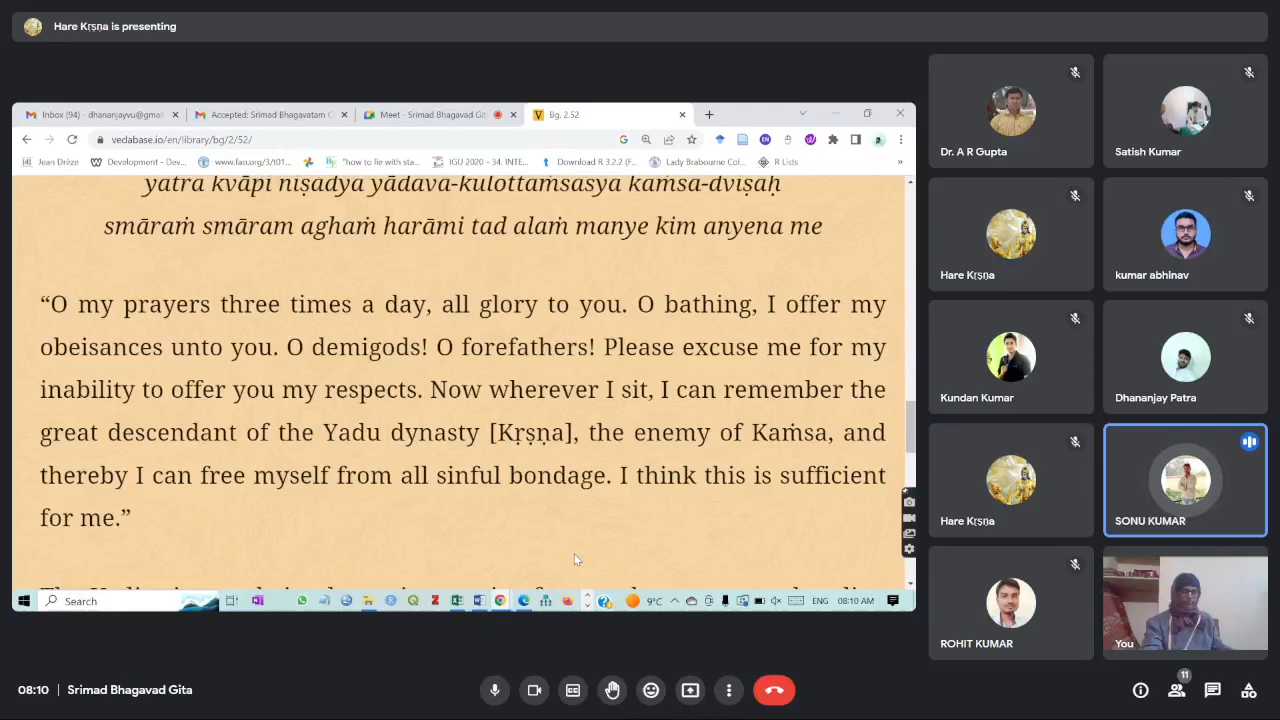 Hare Kṛṣṇa is presenting
Inbox (94) - dhananjayvu@gmail
Accepted: Srimad Bhagavatam C
Meet - Srimad Bhagavad Git
Bg. 2.52
vedabase.io/en/library/bg/2/52/
Jean Drèze
Development - Dev...
www.fao.org/3/t01...
"how to lie with sta...
IGU 2020 - 34. INTE...
Download R 3.2.2 (F...
Lady Brabourne Col...
R Lists
yatra kvāpi niṣadya yādava-kulottaṁsasya kaṁsa-dviṣaḥ
smāraṁ smāram aghaṁ harāmi tad alaṁ manye kim anyena me
“O my prayers three times a day, all glory to you. O bathing, I offer my
obeisances unto you. O demigods! O forefathers! Please excuse me for my
inability to offer you my respects. Now wherever I sit, I can remember the
great descendant of the Yadu dynasty [Kṛṣṇa], the enemy of Kaṁsa, and
thereby I can free myself from all sinful bondage. I think this is sufficient
for me.”
Search
9°C
ENG
08:10 AM
Dr. A R Gupta
Satish Kumar
Hare Kṛṣṇa
kumar abhinav
Kundan Kumar
Dhananjay Patra
Hare Kṛṣṇa
SONU KUMAR
ROHIT KUMAR
You
08:10
Srimad Bhagavad Gita
11